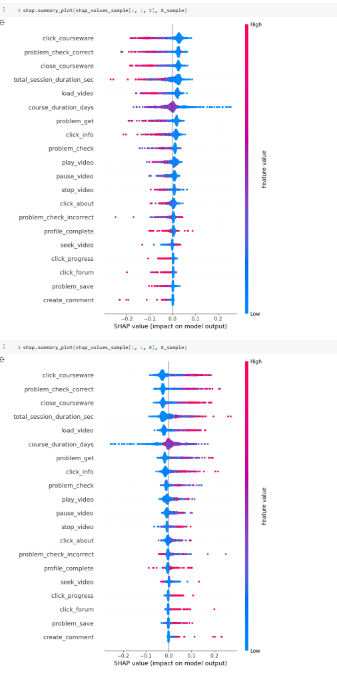 1 shap.summary_plot(shap_values_sample[:, :, 1], X_sample)
High
click_courseware
problem_check_correct
close_courseware
total_session_duration_sec
load_video
course_duration_days
problem_get
click_info
problem_check
play_video
pause_video
stop_video
click_about
problem_check_incorrect
profile_complete
seek_video
click_progress
click_forum
problem_save
create_comment
Feature value
Low
−0.2 −0.1 0.0 0.1 0.2
SHAP value (impact on model output)
1 shap.summary_plot(shap_values_sample[:, :, 0], X_sample)
High
click_courseware
problem_check_correct
close_courseware
total_session_duration_sec
load_video
course_duration_days
problem_get
click_info
problem_check
play_video
pause_video
stop_video
click_about
problem_check_incorrect
profile_complete
seek_video
click_progress
click_forum
problem_save
create_comment
Feature value
Low
−0.2 −0.1 0.0 0.1 0.2
SHAP value (impact on model output)